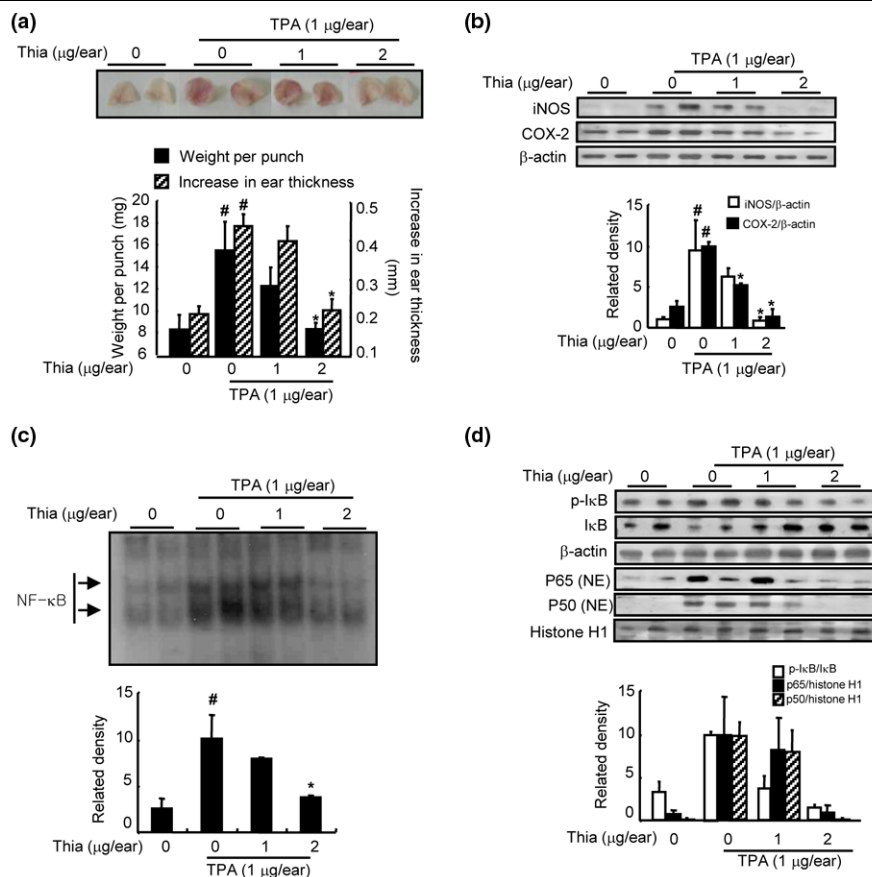 (a)
TPA (1 µg/ear)
Thia (µg/ear) 0 0 1 2
Weight per punch
Increase in ear thickness
Weight per punch (mg)
20
18
16
14
12
10
8
6
# #
* *
0.5
0.4
0.3
0.2
0.1
Increase in ear thickness
(mm)
Thia (µg/ear) 0 0 1 2
TPA (1 µg/ear)
(b)
TPA (1 µg/ear)
Thia (µg/ear) 0 0 1 2
iNOS
COX-2
β-actin
iNOS/β-actin
COX-2/β-actin
Related density
15
10
5
0
# #
*
* *
Thia (µg/ear) 0 0 1 2
TPA (1 µg/ear)
(c)
TPA (1 µg/ear)
Thia (µg/ear) 0 0 1 2
NF-κB
Related density
15
10
5
0
#
*
Thia (µg/ear) 0 0 1 2
TPA (1 µg/ear)
(d)
TPA (1 µg/ear)
Thia (µg/ear) 0 0 1 2
p-IκB
IκB
β-actin
P65 (NE)
P50 (NE)
Histone H1
p-IκB/IκB
p65/histone H1
p50/histone H1
Related density
15
10
5
0
Thia (µg/ear) 0 0 1 2
TPA (1 µg/ear)